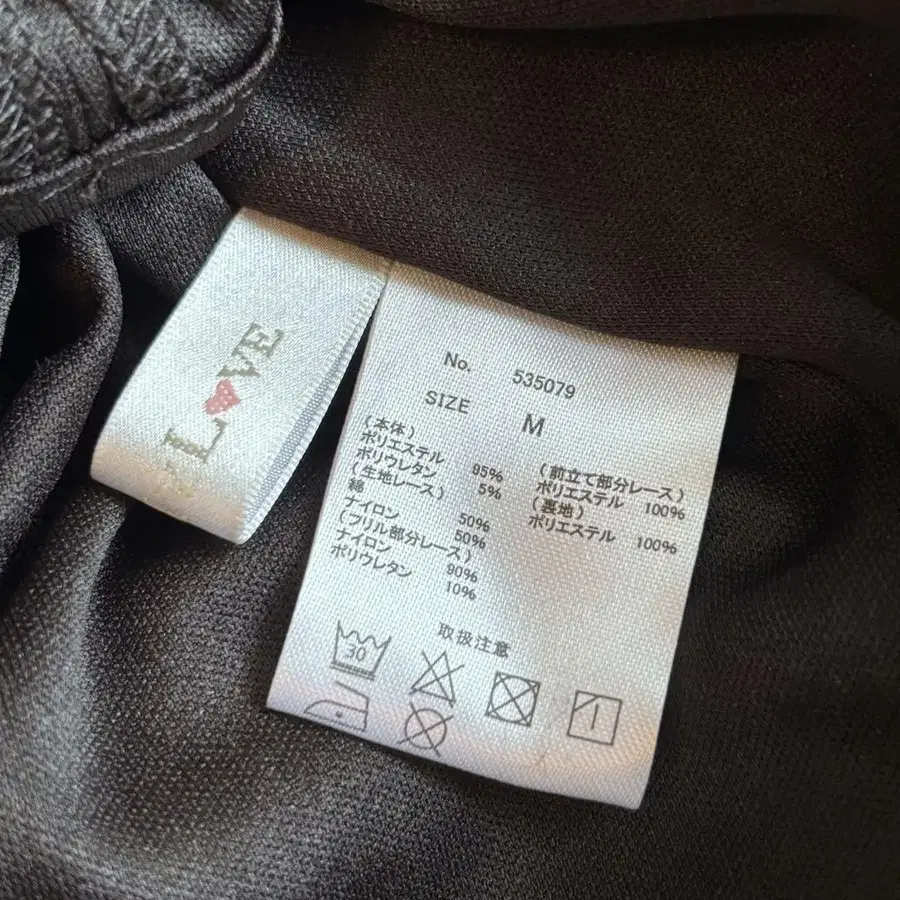 L♥VE
No. 535079
SIZE M
(本体)
ポリエステル 95%
ポリウレタン 5%
(生地レース)
綿 50%
ナイロン 50%
(フリル部分レース)
ナイロン 90%
ポリウレタン 10%
(前立て部分レース)
ポリエステル 100%
(裏地)
ポリエステル 100%
取扱注意
30